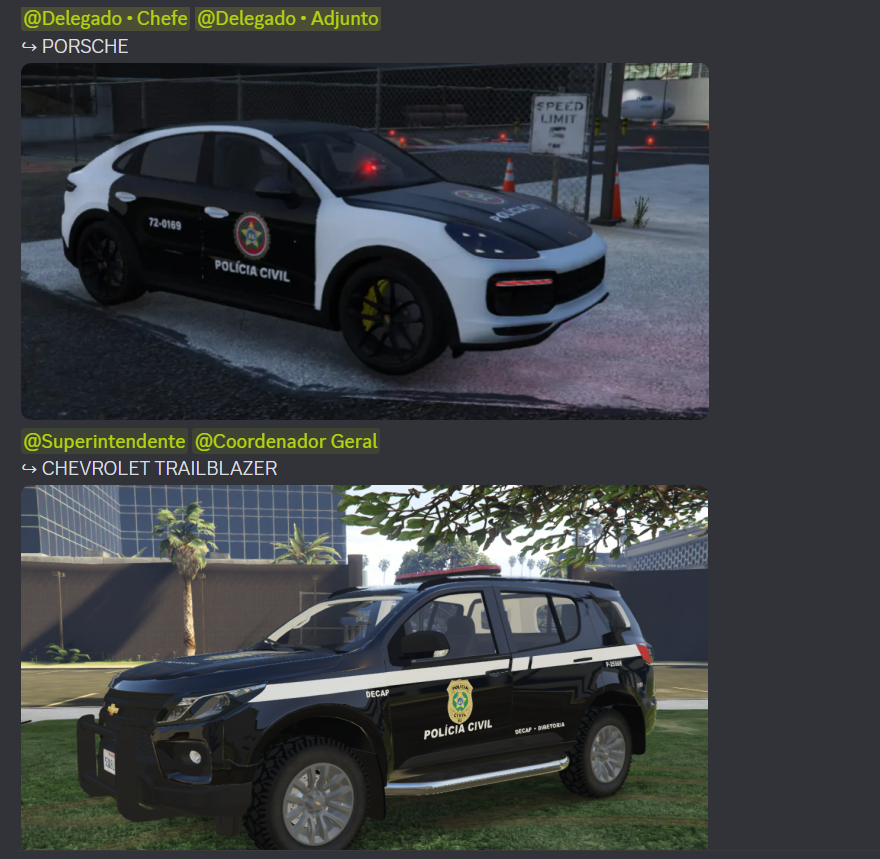 @Delegado • Chefe @Delegado • Adjunto
↪ PORSCHE
SPEED
LIMIT
72-0169
POLÍCIA CIVIL
@Superintendente @Coordenador Geral
↪ CHEVROLET TRAILBLAZER
DECAP
POLÍCIA
CIVIL
POLÍCIA CIVIL
DECAP - DIRETORIA